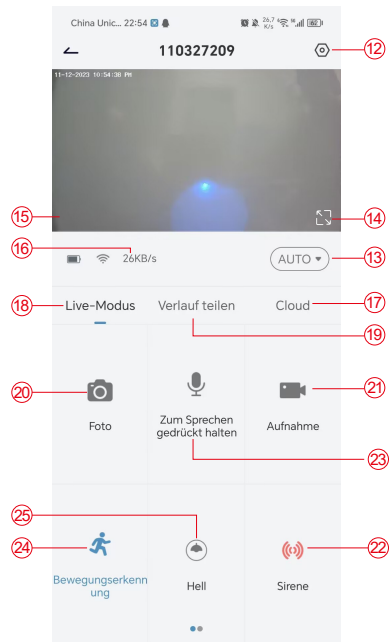 China Unic... 22:54 26.7 K/s 162
110327209
12
11-12-2023 10:54:38 PM
15
14
16
26KB/s
AUTO
13
18
Live-Modus Verlauf teilen Cloud
17
19
20
21
Foto
Zum Sprechen
gedrückt halten
Aufnahme
23
25
24
22
Bewegungserkenn
ung
Hell
Sirene